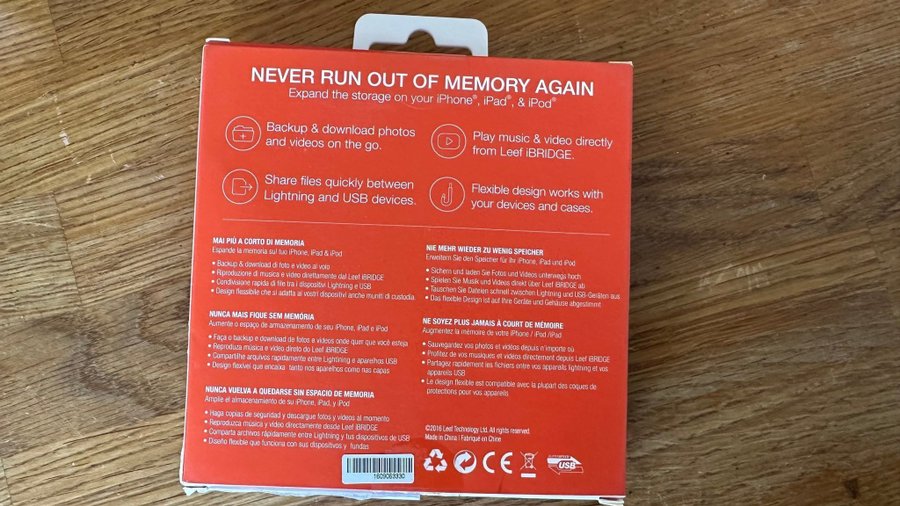 NEVER RUN OUT OF MEMORY AGAIN
Expand the storage on your iPhone®, iPad®, & iPod®
Backup & download photos
and videos on the go.
Play music & video directly
from Leef iBRIDGE.
Share files quickly between
Lightning and USB devices.
Flexible design works with
your devices and cases.
MAI PIÙ A CORTO DI MEMORIA
Espande la memoria sul tuo iPhone, iPad & iPod
• Backup & download di foto e video al volo
• Riproduzione di musica e video direttamente dal Leef iBRIDGE
• Condivisione rapida di file tra i dispositivi Lightning e USB
• Design flessibile che si adatta ai vostri dispositivi anche muniti di custodia.
NUNCA MAIS FIQUE SEM MEMÓRIA
Aumente o espaço de armazenamento de seu iPhone, iPad e iPod
• Faça o backup e download de fotos e vídeos onde quer que você esteja
• Reproduza música e vídeo direto do Leef iBRIDGE
• Compartilhe arquivos rapidamente entre Lightining e aparelhos USB
• Design flexível que encaixa tanto nos aparelhos como nas capas
NUNCA VUELVA A QUEDARSE SIN ESPACIO DE MEMORIA
Amplíe el almacenamiento de su iPhone, iPad, y iPod
• Haga copias de seguridad y descargue fotos y videos al momento
• Reproduzca música y vídeo directamente desde Leef iBRIDGE
• Comparta archivos rápidamente entre Lightning y tus dispositivos de USB
• Diseño flexible que funciona con sus dispositivos y fundas
NIE MEHR WIEDER ZU WENIG SPEICHER
Erweitern Sie den Speicher für Ihr iPhone, iPad und iPod
• Sichern und laden Sie Fotos und Videos unterwegs hoch
• Spielen Sie Musik und Videos direkt über Leef iBRIDGE ab
• Tauschen Sie Dateien schnell zwischen Lightning und USB-Geräten aus
• Das flexible Design ist auf Ihre Geräte und Gehäuse abgestimmt
NE SOYEZ PLUS JAMAIS À COURT DE MÉMOIRE
Augmentez la mémoire de votre iPhone / iPod /iPad
• Sauvegardez vos photos et vidéos depuis n'importe où
• Profitez de vos musiques et vidéos directement depuis Leef iBRIDGE
• Partagez rapidement les fichiers entre vos appareils lightning et vos
appareils USB
• Le design flexible est compatible avec la plupart des coques de
protections pour vos appareils
©2016 Leef Technology Ltd. All rights reserved.
Made in China | Fabriqué en Chine
1609063330
CE
USB